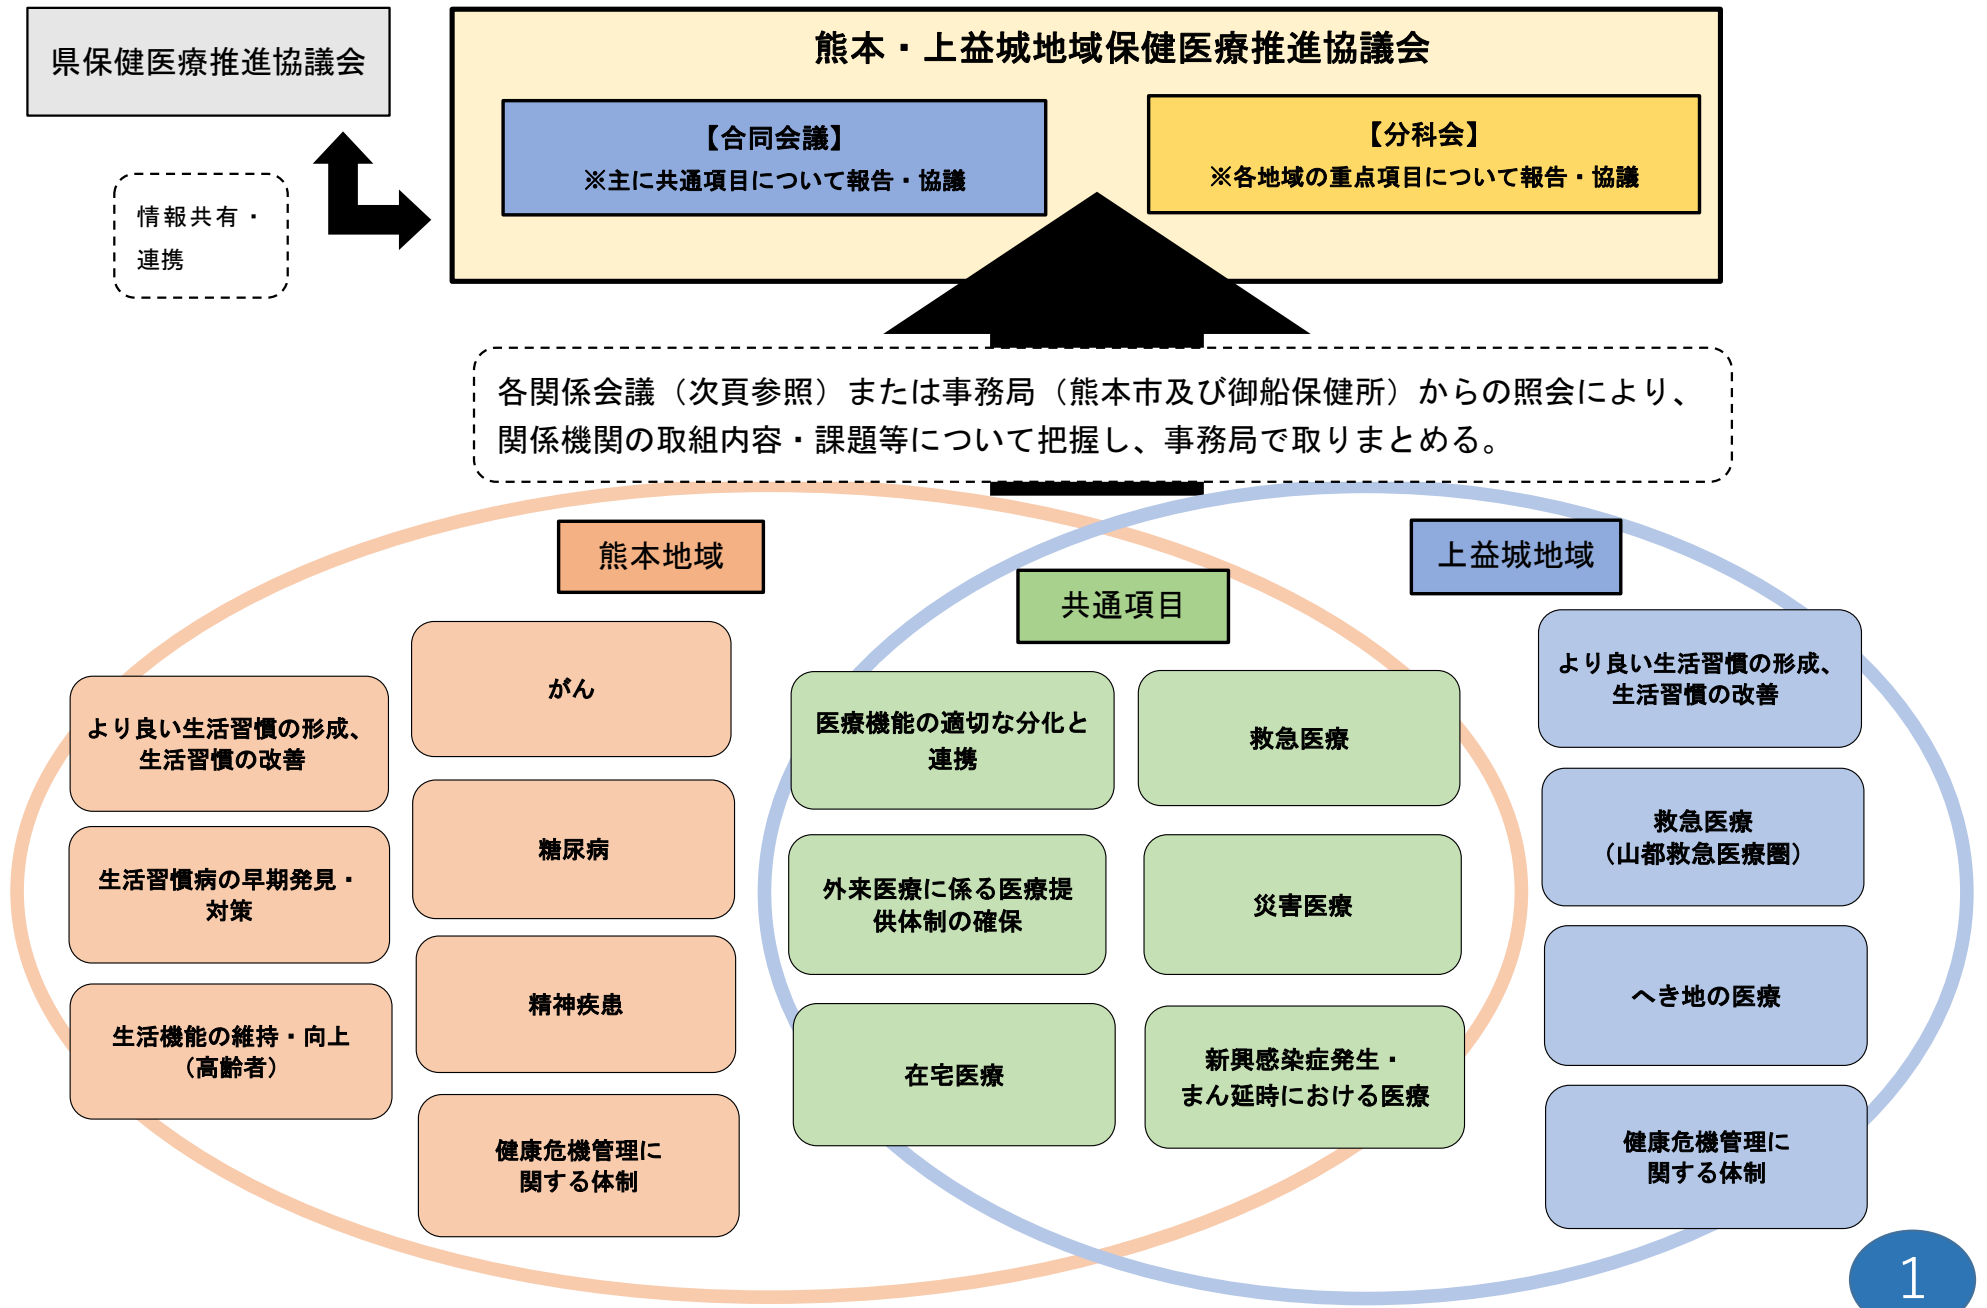 県保健医療推進協議会
熊本・上益城地域保健医療推進協議会
【合同会議】
※主に共通項目について報告・協議
【分科会】
※各地域の重点項目について報告・協議
情報共有・
連携
各関係会議（次頁参照）または事務局（熊本市及び御船保健所）からの照会により、
関係機関の取組内容・課題等について把握し、事務局で取りまとめる。
熊本地域
共通項目
上益城地域
より良い生活習慣の形成、
生活習慣の改善
生活習慣病の早期発見・
対策
生活機能の維持・向上
（高齢者）
がん
糖尿病
精神疾患
健康危機管理に
関する体制
医療機能の適切な分化と
連携
外来医療に係る医療提
供体制の確保
在宅医療
救急医療
災害医療
新興感染症発生・
まん延時における医療
より良い生活習慣の形成、
生活習慣の改善
救急医療
（山都救急医療圏）
へき地の医療
健康危機管理に
関する体制
1